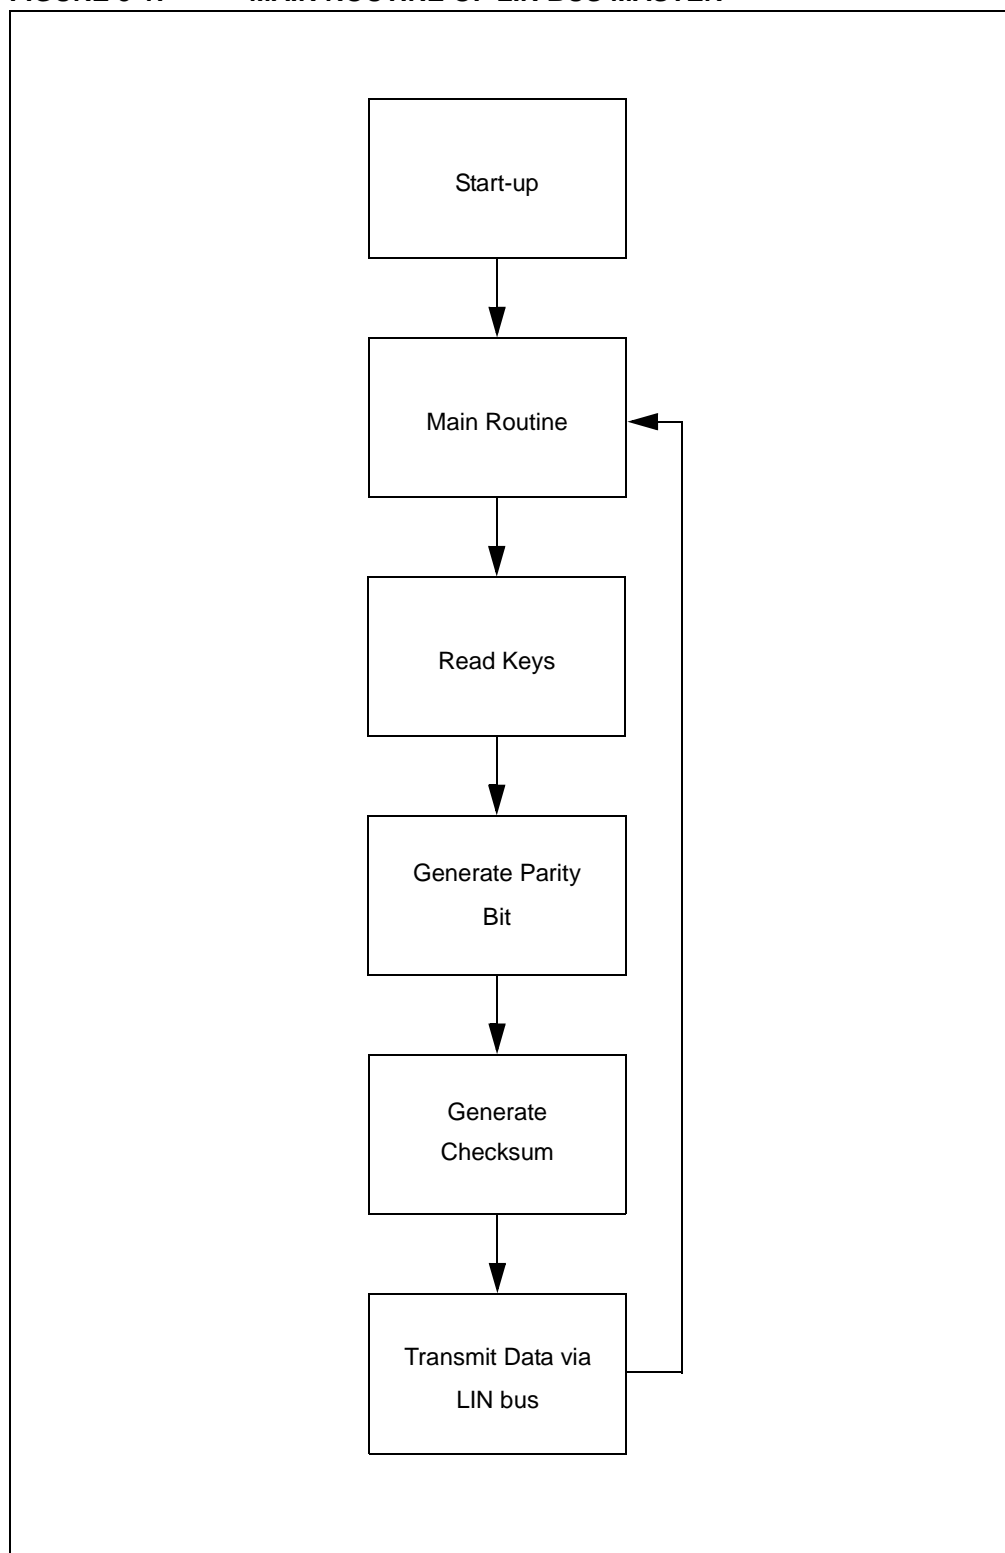 Start-up
Main Routine
Read Keys
Generate Parity
Bit
Generate
Checksum
Transmit Data via
LIN bus